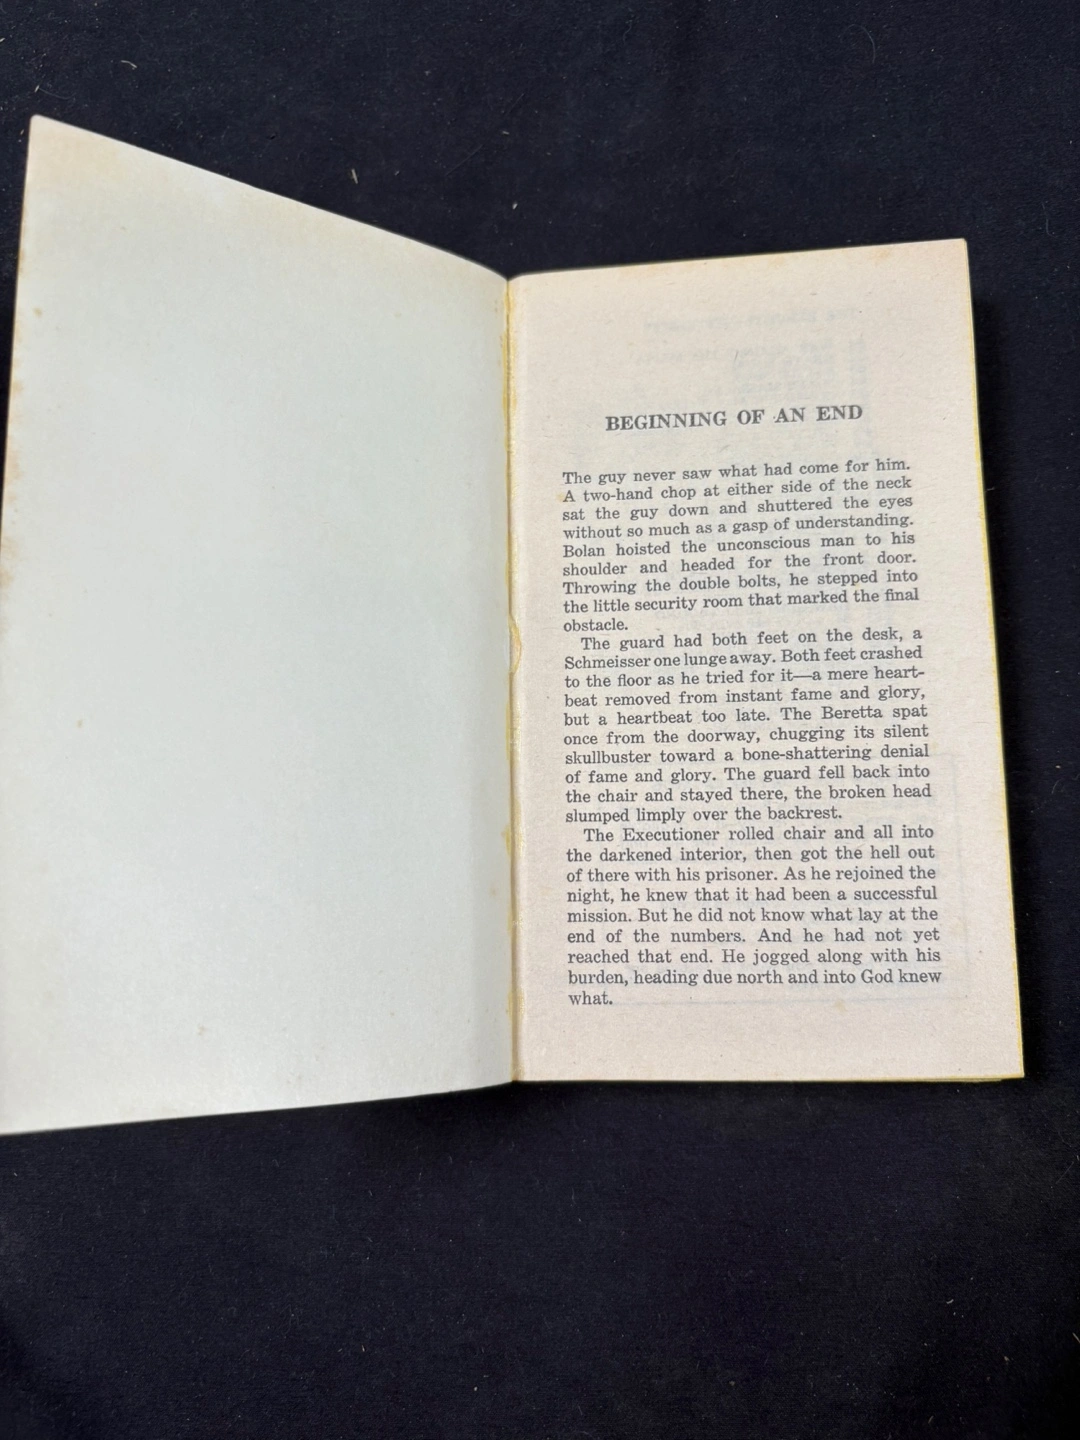 BEGINNING OF AN END
The guy never saw what had come for him.
A two-hand chop at either side of the neck
sat the guy down and shuttered the eyes
without so much as a gasp of understanding.
Bolan hoisted the unconscious man to his
shoulder and headed for the front door.
Throwing the double bolts, he stepped into
the little security room that marked the final
obstacle.
The guard had both feet on the desk, a
Schmeisser one lunge away. Both feet crashed
to the floor as he tried for it—a mere heart-
beat removed from instant fame and glory,
but a heartbeat too late. The Beretta spat
once from the doorway, chugging its silent
skullbuster toward a bone-shattering denial
of fame and glory. The guard fell back into
the chair and stayed there, the broken head
slumped limply over the backrest.
The Executioner rolled chair and all into
the darkened interior, then got the hell out
of there with his prisoner. As he rejoined the
night, he knew that it had been a successful
mission. But he did not know what lay at the
end of the numbers. And he had not yet
reached that end. He jogged along with his
burden, heading due north and into God knew
what.